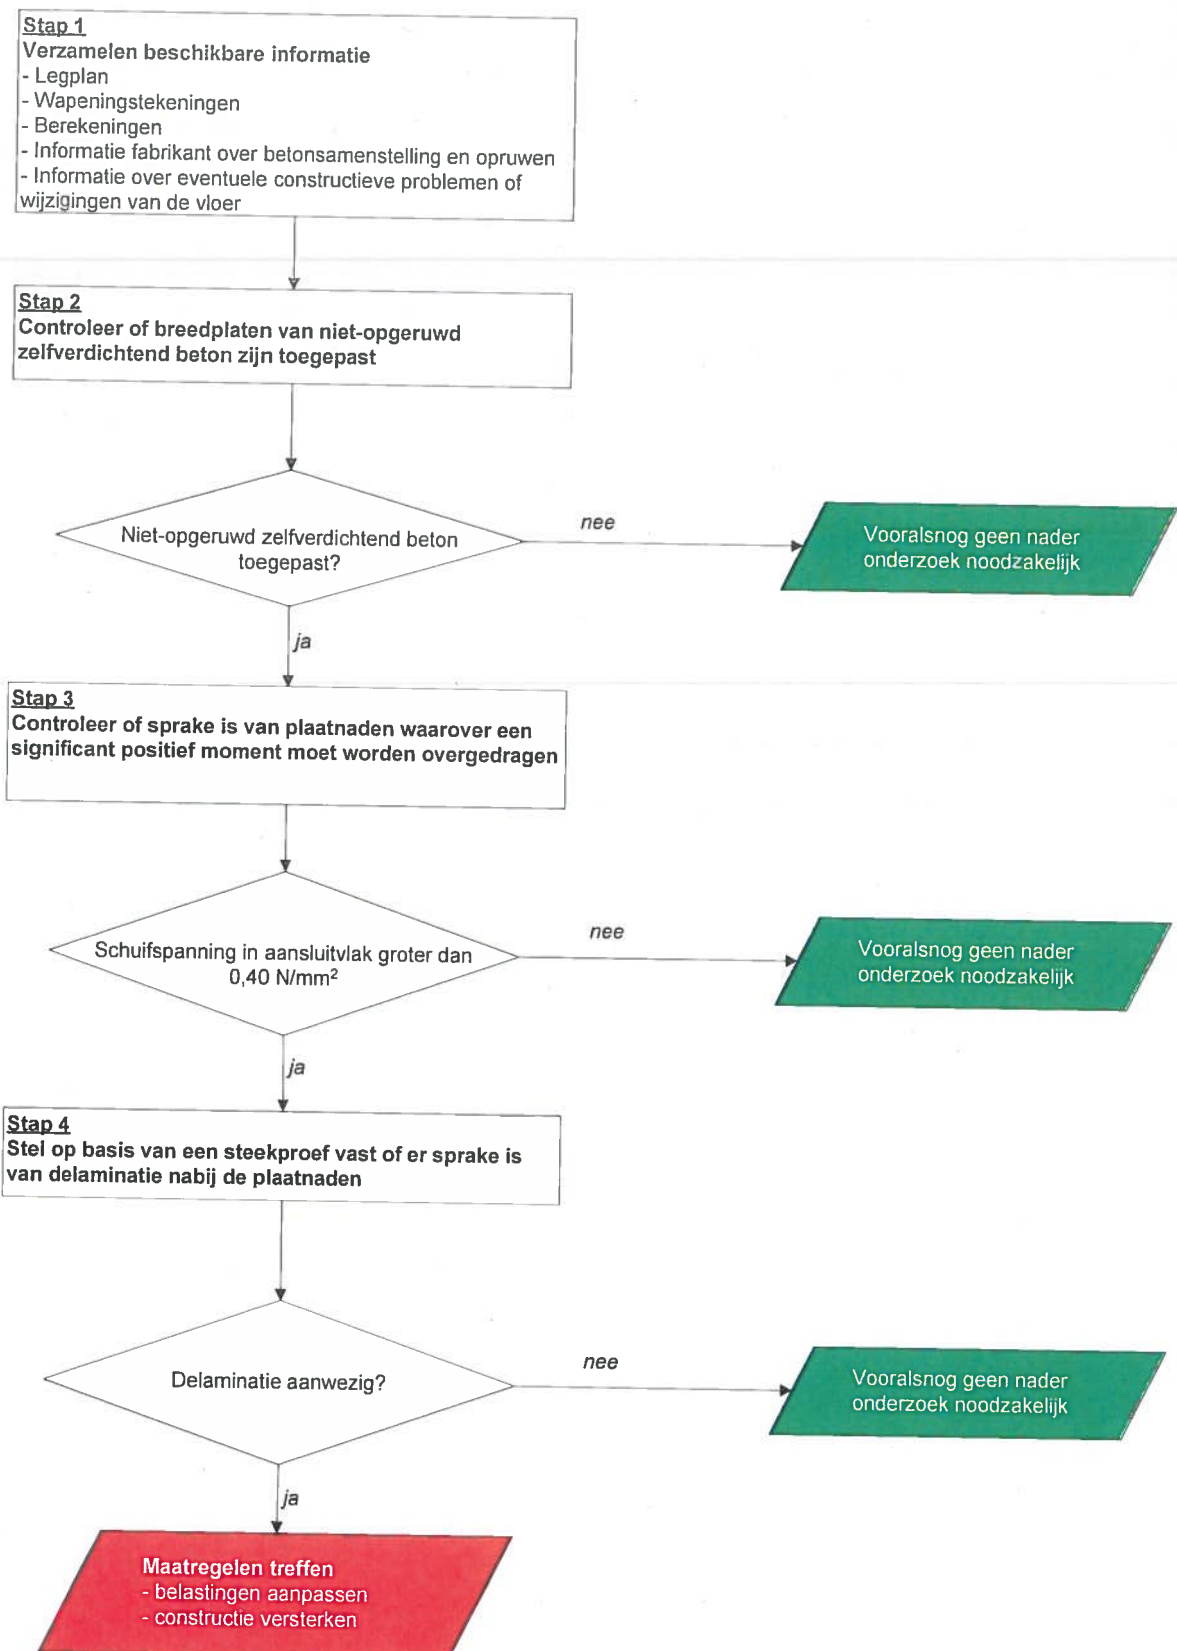 Stap 1
Verzamelen beschikbare informatie
- Legplan
- Wapeningstekeningen
- Berekeningen
- Informatie fabrikant over betonsamenstelling en opruwen
- Informatie over eventuele constructieve problemen of
wijzigingen van de vloer
Stap 2
Controleer of breedplaten van niet-opgeruwd
zelfverdichtend beton zijn toegepast
Niet-opgeruwd zelfverdichtend beton
toegepast?
nee
Vooralsnog geen nader
onderzoek noodzakelijk
ja
Stap 3
Controleer of sprake is van plaatnaden waarover een
significant positief moment moet worden overgedragen
Schuifspanning in aansluitvlak groter dan
0,40 N/mm²
nee
Vooralsnog geen nader
onderzoek noodzakelijk
ja
Stap 4
Stel op basis van een steekproef vast of er sprake is
van delaminatie nabij de plaatnaden
Delaminatie aanwezig?
nee
Vooralsnog geen nader
onderzoek noodzakelijk
ja
Maatregelen treffen
- belastingen aanpassen
- constructie versterken